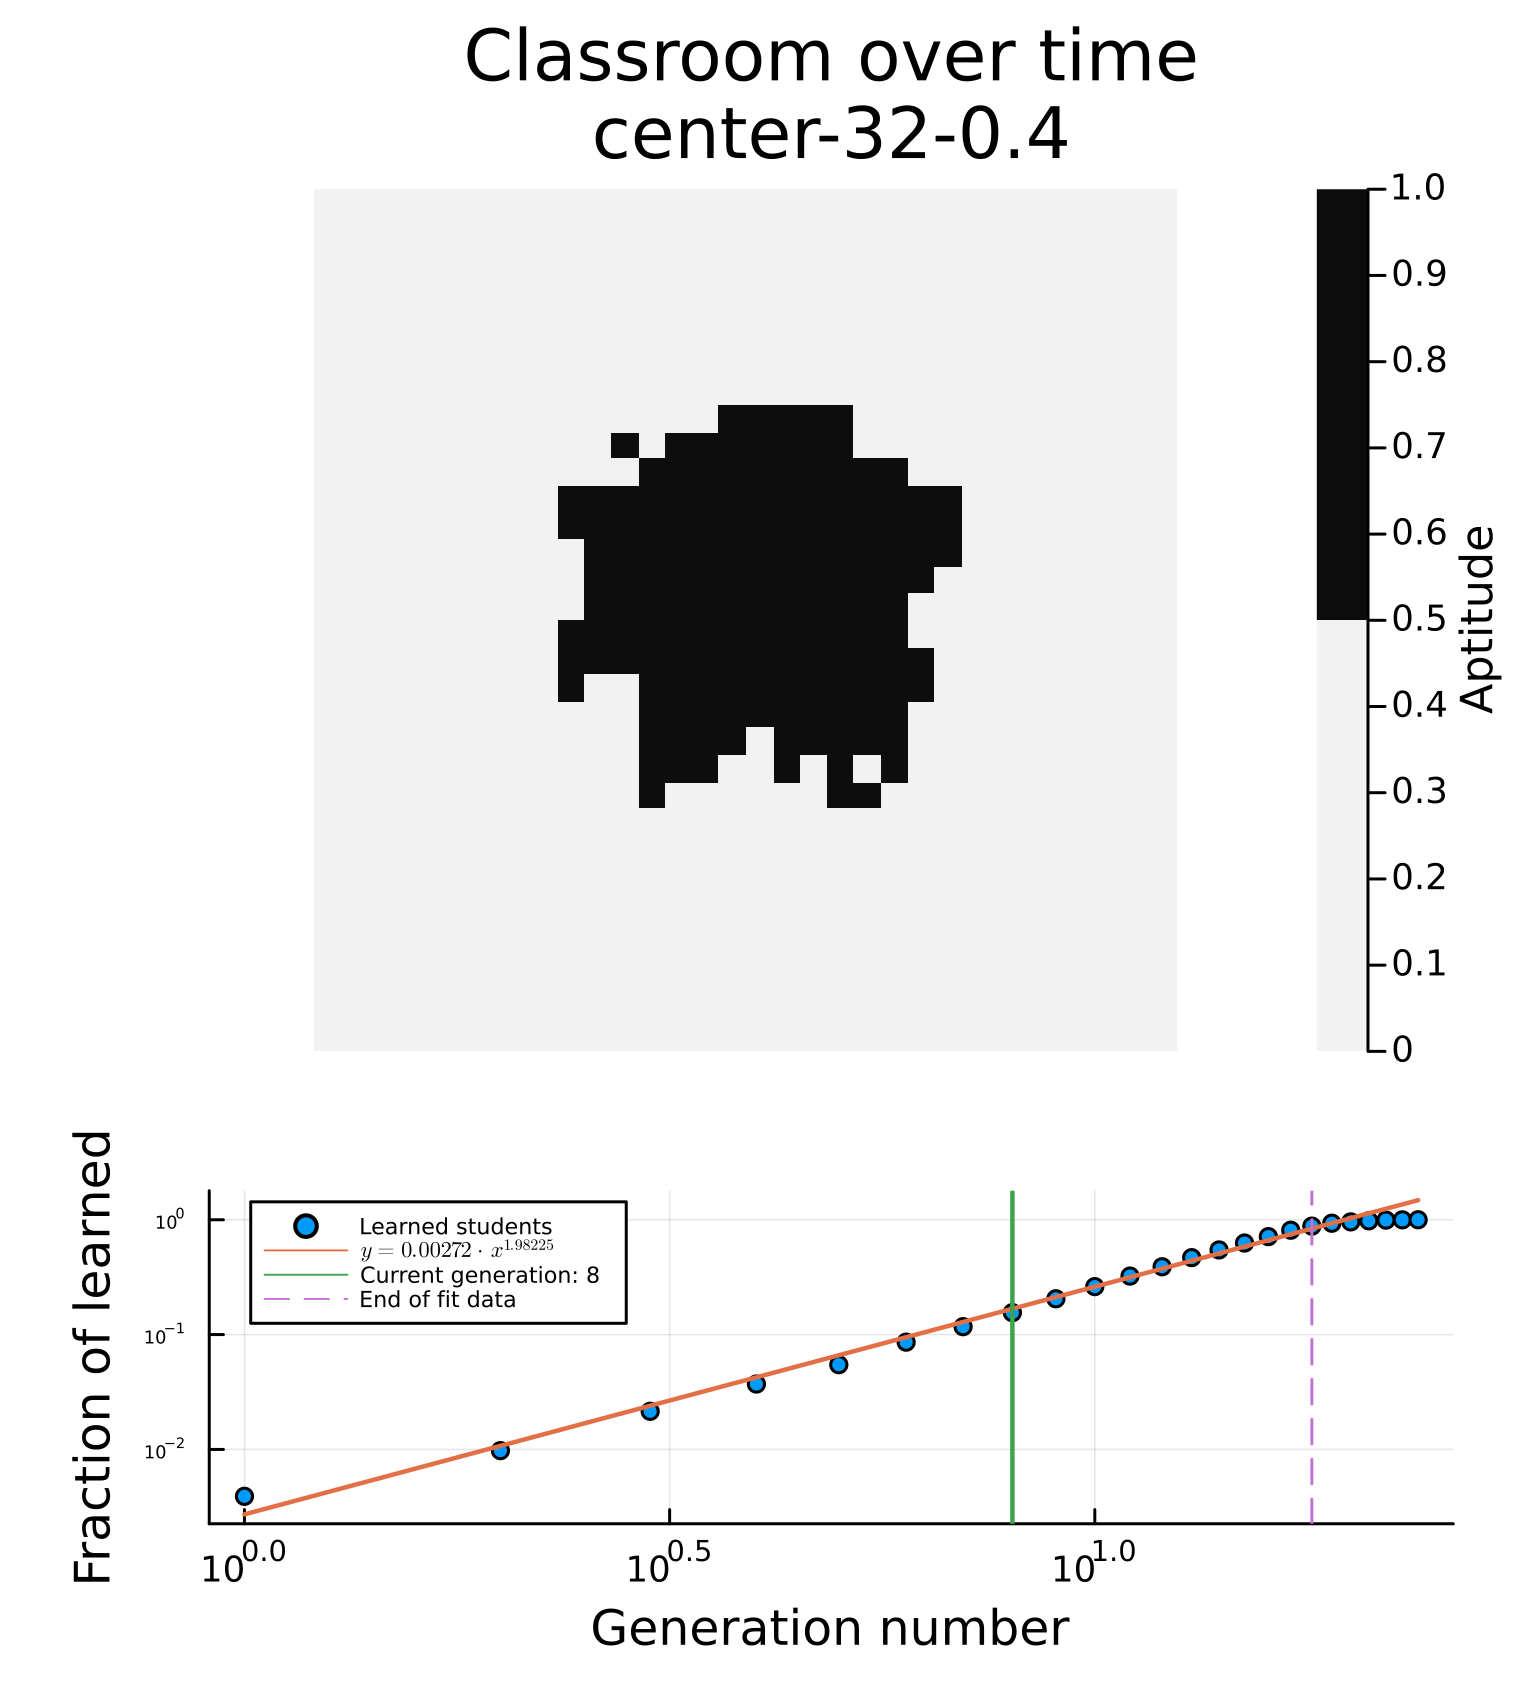 Classroom over time
center-32-0.4
1.0
0.9
0.8
0.7
0.6
0.5
0.4
0.3
0.2
0.1
0
Aptitude
Fraction of learned
10^0
10^−1
10^−2
Learned students
y = 0.00272 · x^1.98225
Current generation: 8
End of fit data
10^0.0
10^0.5
10^1.0
Generation number